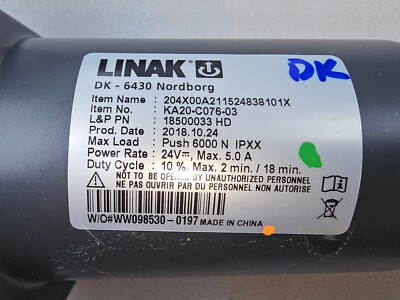 LINAK
DK
DK - 6430 Nordborg
Item Name : 204X00A211524838101X
Item No. : KA20-C076-03
L&P PN : 18500033 HD
Prod. Date : 2018.10.24
Max Load : Push 6000 N IPXX
Power Rate : 24V⎓, Max. 5.0 A
Duty Cycle : 10 %, Max. 2 min. / 18 min.
NOT TO BE OPENED BY UNAUTHORIZED PERSONNEL
NE PAS OUVRIR PAR DU PERSONNEL NON AUTORISE
W/O#WW098530-0197 MADE IN CHINA